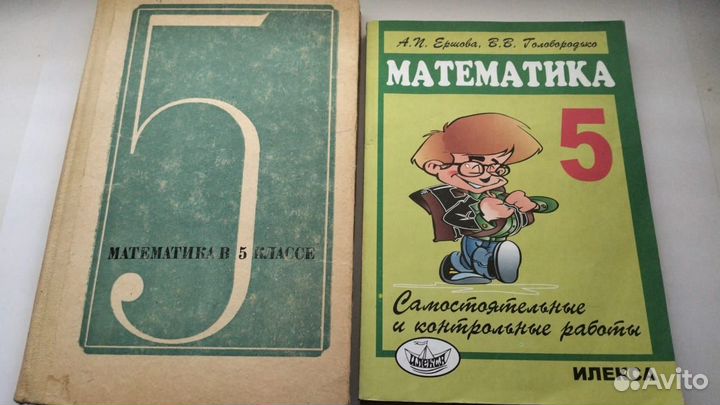 5
МАТЕМАТИКА В 5 КЛАССЕ
А.П. Ершова, В.В. Голобородько
МАТЕМАТИКА
5
Самостоятельные
и контрольные работы
ИЛЕКСА
ИЛЕКСА
Avito